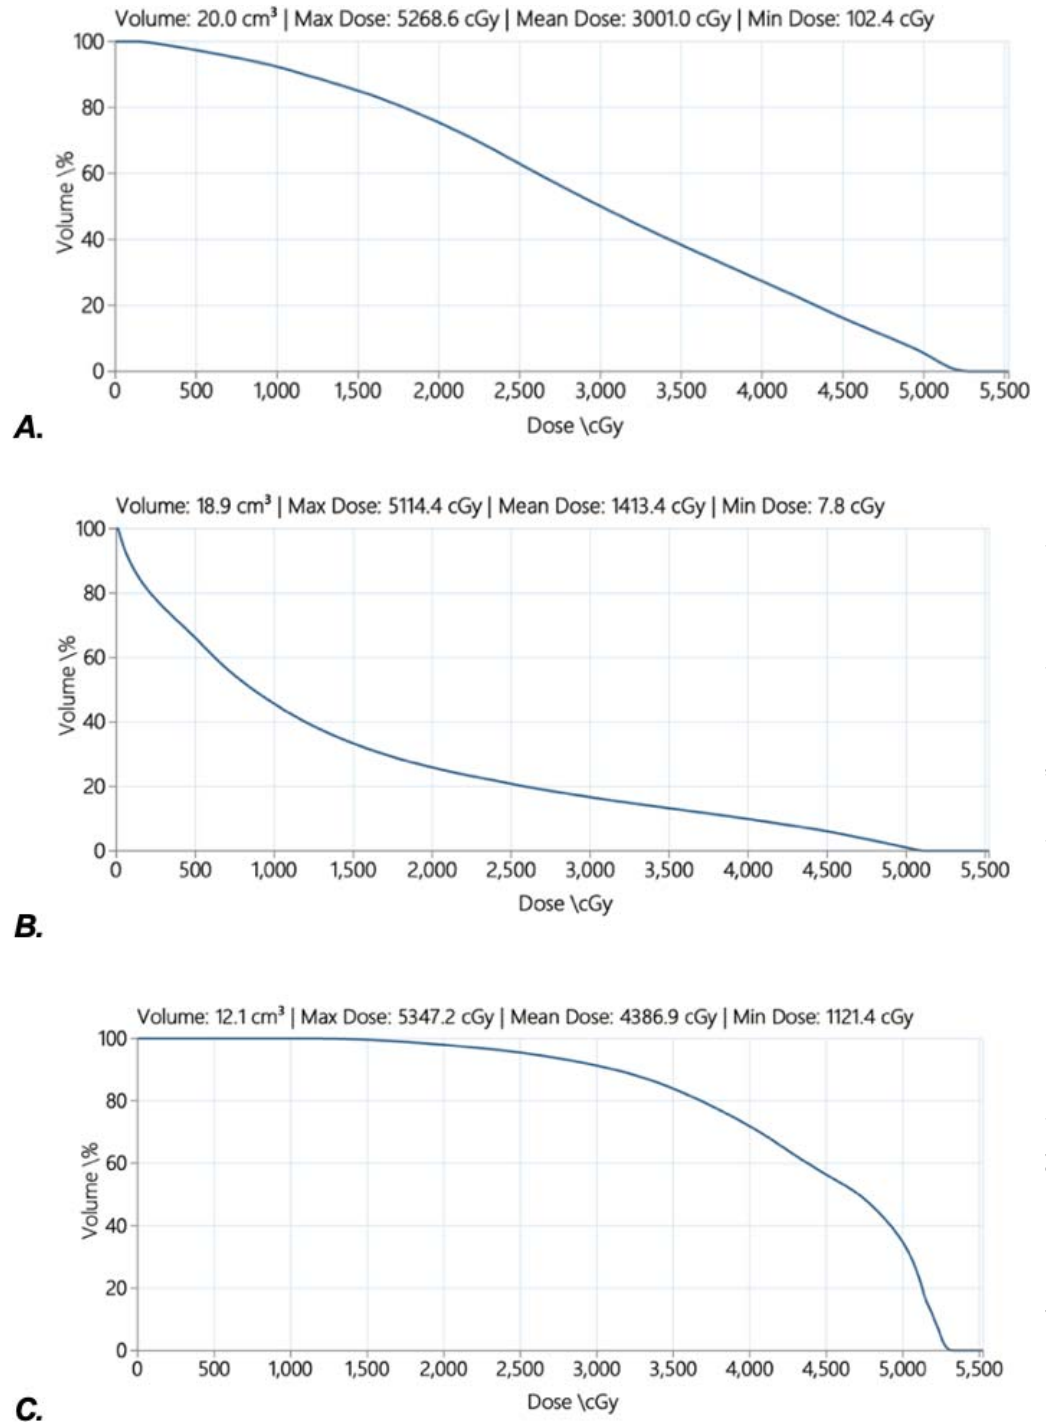 Volume: 20.0 cm³ | Max Dose: 5268.6 cGy | Mean Dose: 3001.0 cGy | Min Dose: 102.4 cGy
100
80
60
40
20
0
Volume \%
0 500 1,000 1,500 2,000 2,500 3,000 3,500 4,000 4,500 5,000 5,500
Dose \cGy
A.
Volume: 18.9 cm³ | Max Dose: 5114.4 cGy | Mean Dose: 1413.4 cGy | Min Dose: 7.8 cGy
100
80
60
40
20
0
Volume \%
0 500 1,000 1,500 2,000 2,500 3,000 3,500 4,000 4,500 5,000 5,500
Dose \cGy
B.
Volume: 12.1 cm³ | Max Dose: 5347.2 cGy | Mean Dose: 4386.9 cGy | Min Dose: 1121.4 cGy
100
80
60
40
20
0
Volume \%
0 500 1,000 1,500 2,000 2,500 3,000 3,500 4,000 4,500 5,000 5,500
Dose \cGy
C.